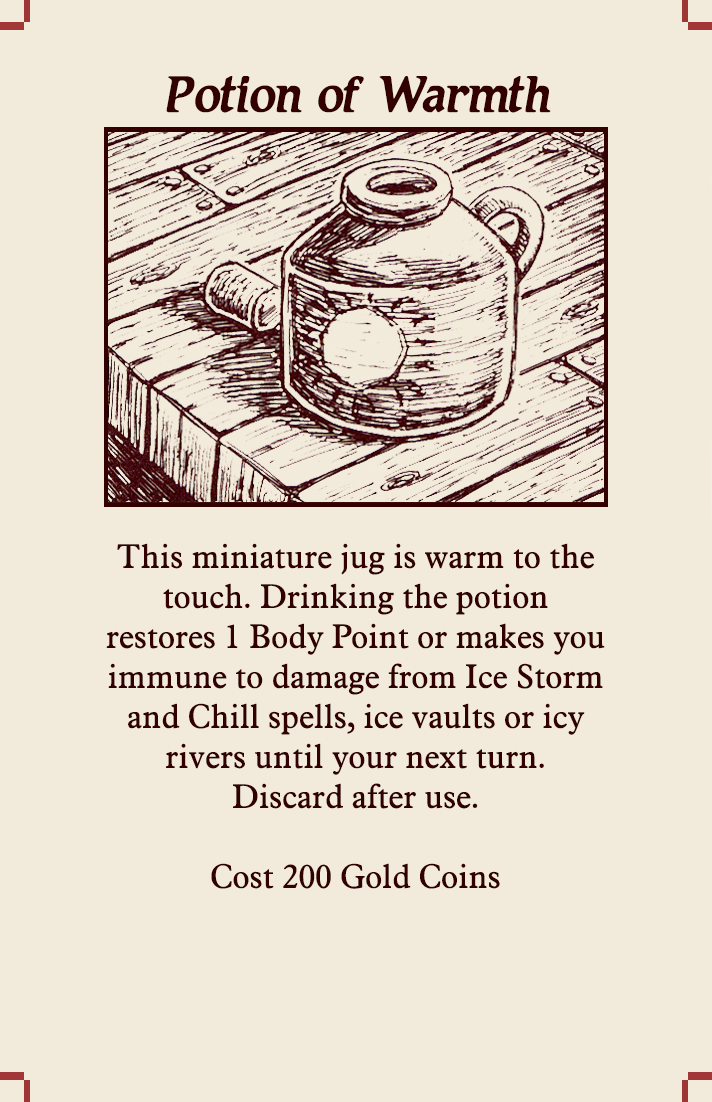 Potion of Warmth
This miniature jug is warm to the
touch. Drinking the potion
restores 1 Body Point or makes you
immune to damage from Ice Storm
and Chill spells, ice vaults or icy
rivers until your next turn.
Discard after use.
Cost 200 Gold Coins